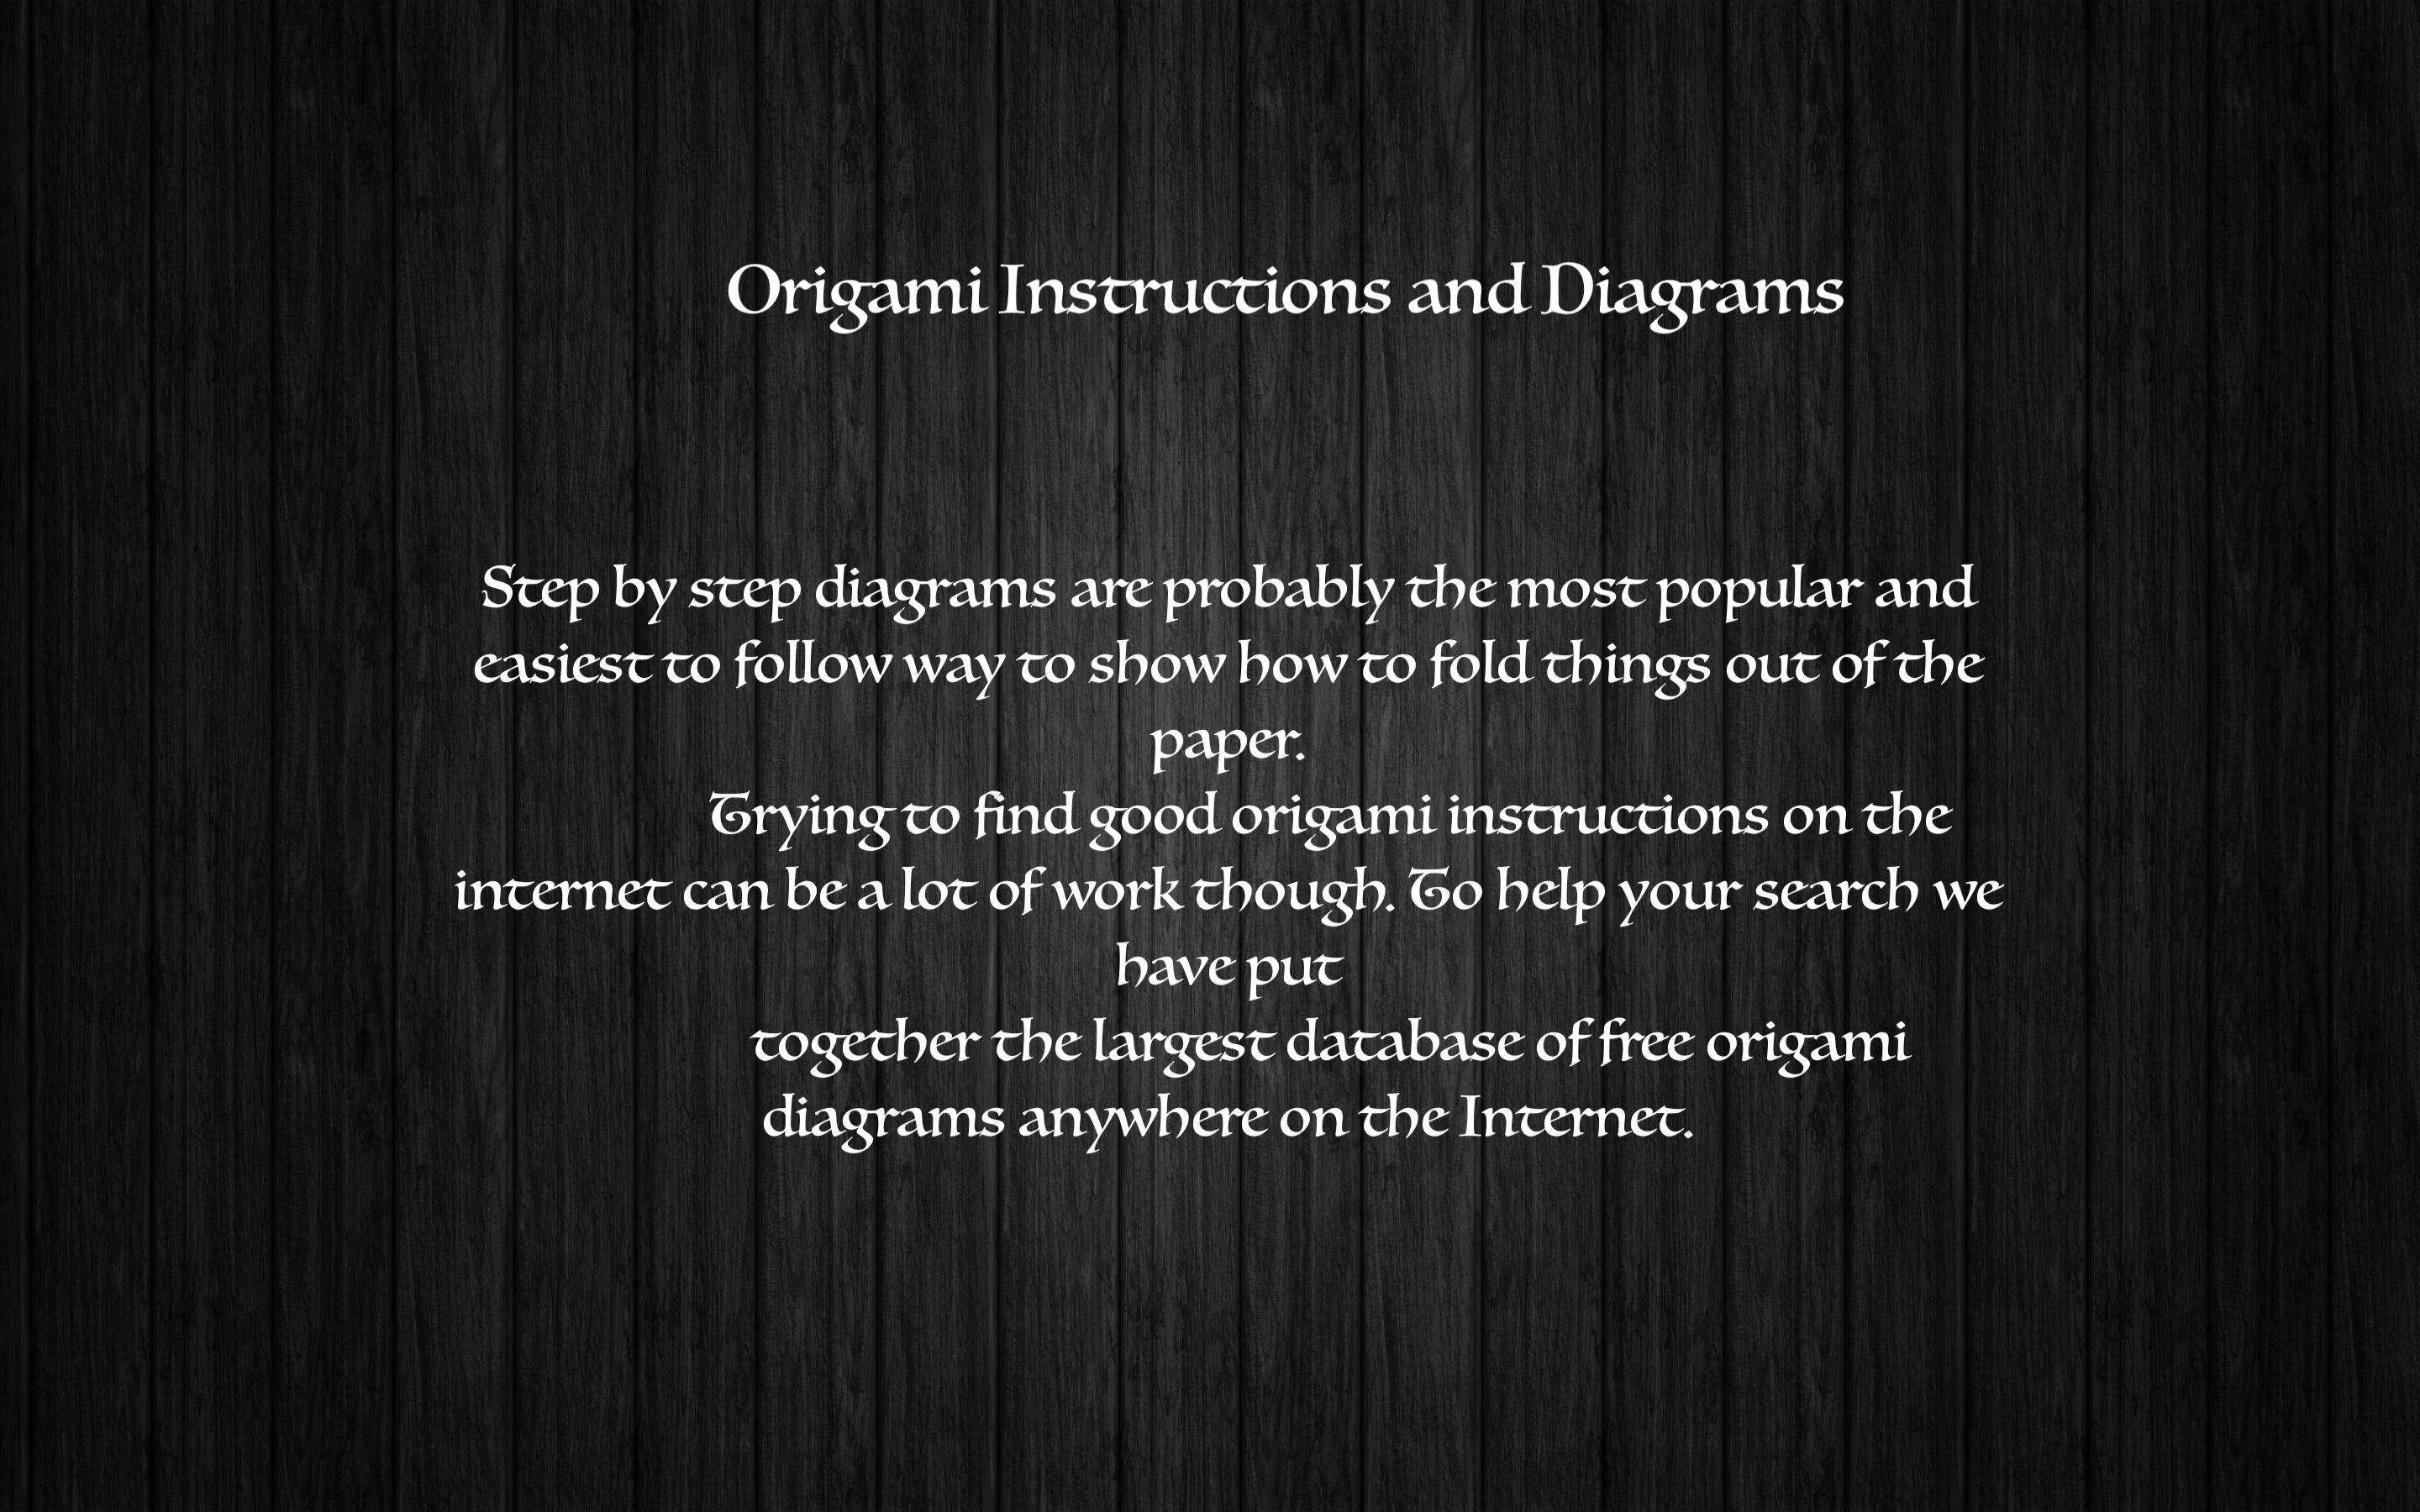 Origami Instructions and Diagrams
Step by step diagrams are probably the most popular and
easiest to follow way to show how to fold things out of the
paper.
Trying to find good origami instructions on the
internet can be a lot of work though. To help your search we
have put
together the largest database of free origami
diagrams anywhere on the Internet.